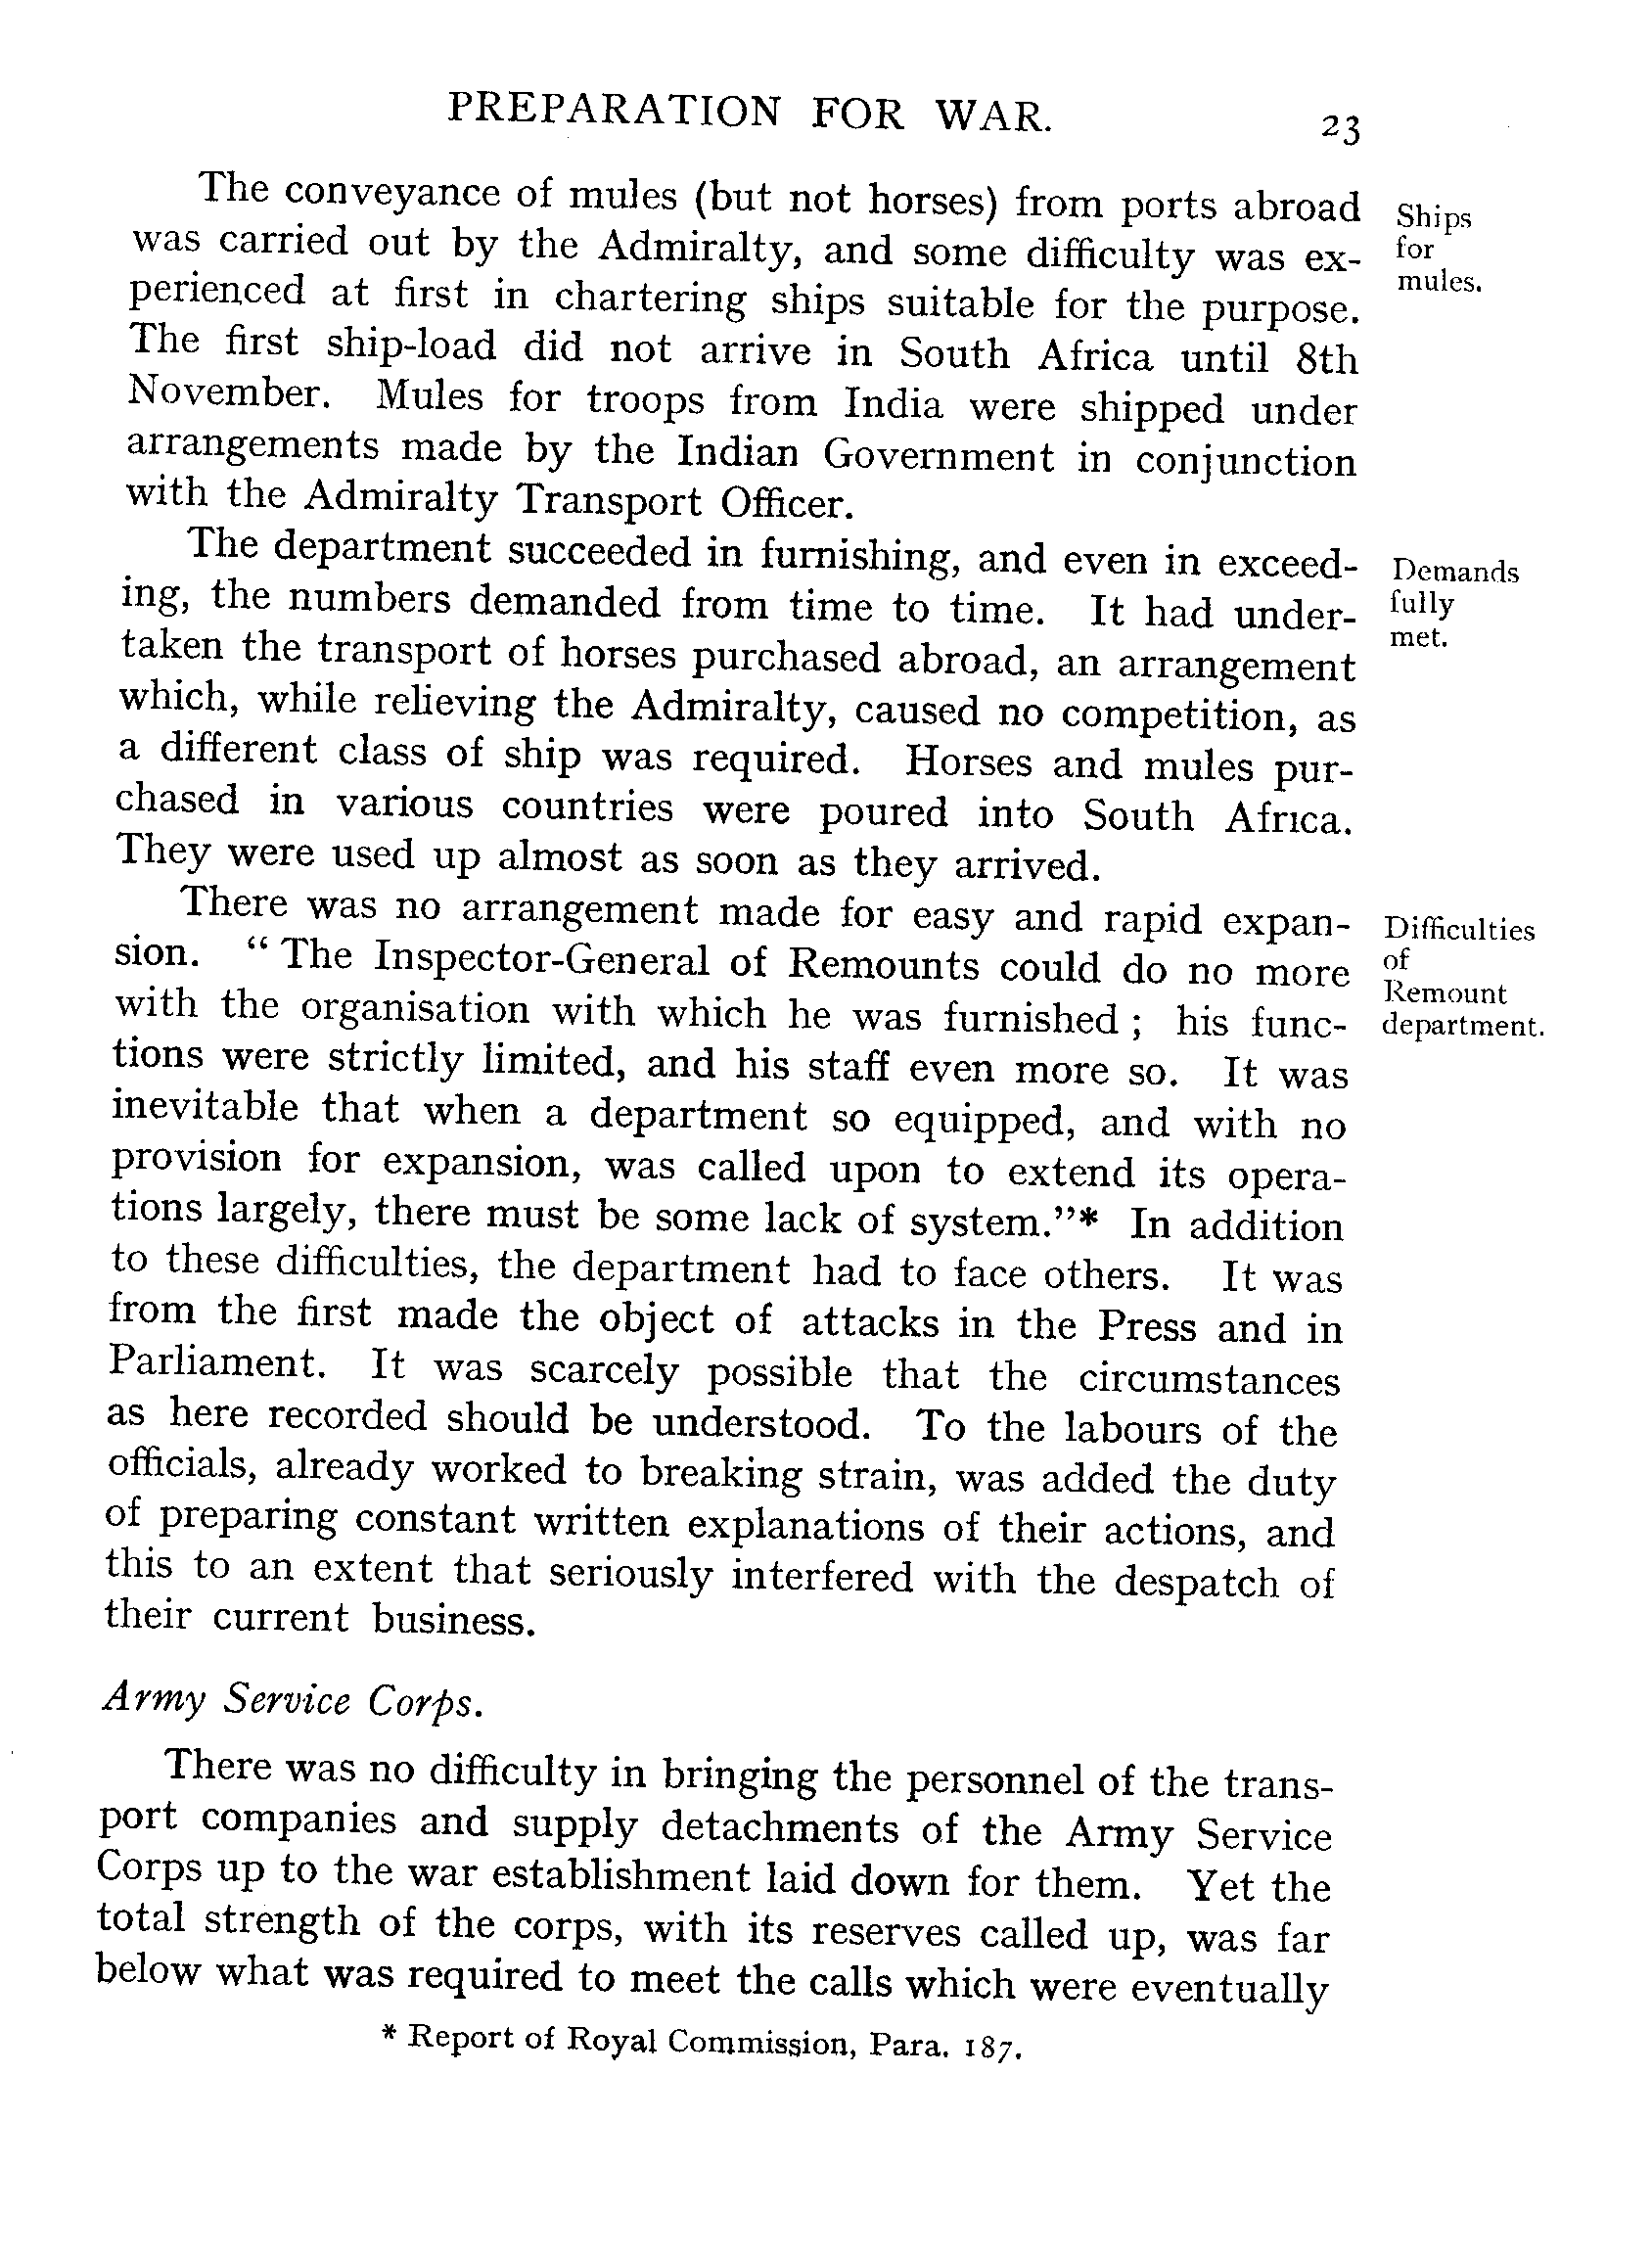 PREPARATION FOR WAR.
23
The conveyance of mules (but not horses) from ports abroad
was carried out by the Admiralty, and some difficulty was ex-
perienced at first in chartering ships suitable for the purpose.
The first ship-load did not arrive in South Africa until 8th
November. Mules for troops from India were shipped under
arrangements made by the Indian Government in conjunction
with the Admiralty Transport Officer.
Ships
for
mules.
The department succeeded in furnishing, and even in exceed-
ing, the numbers demanded from time to time. It had under-
taken the transport of horses purchased abroad, an arrangement
which, while relieving the Admiralty, caused no competition, as
a different class of ship was required. Horses and mules pur-
chased in various countries were poured into South Africa.
They were used up almost as soon as they arrived.
Demands
fully
met.
There was no arrangement made for easy and rapid expan-
sion. “ The Inspector-General of Remounts could do no more
with the organisation with which he was furnished ; his func-
tions were strictly limited, and his staff even more so. It was
inevitable that when a department so equipped, and with no
provision for expansion, was called upon to extend its opera-
tions largely, there must be some lack of system.”* In addition
to these difficulties, the department had to face others. It was
from the first made the object of attacks in the Press and in
Parliament. It was scarcely possible that the circumstances
as here recorded should be understood. To the labours of the
officials, already worked to breaking strain, was added the duty
of preparing constant written explanations of their actions, and
this to an extent that seriously interfered with the despatch of
their current business.
Difficulties
of
Remount
department.
Army Service Corps.
There was no difficulty in bringing the personnel of the trans-
port companies and supply detachments of the Army Service
Corps up to the war establishment laid down for them. Yet the
total strength of the corps, with its reserves called up, was far
below what was required to meet the calls which were eventually
* Report of Royal Commission, Para. 187.